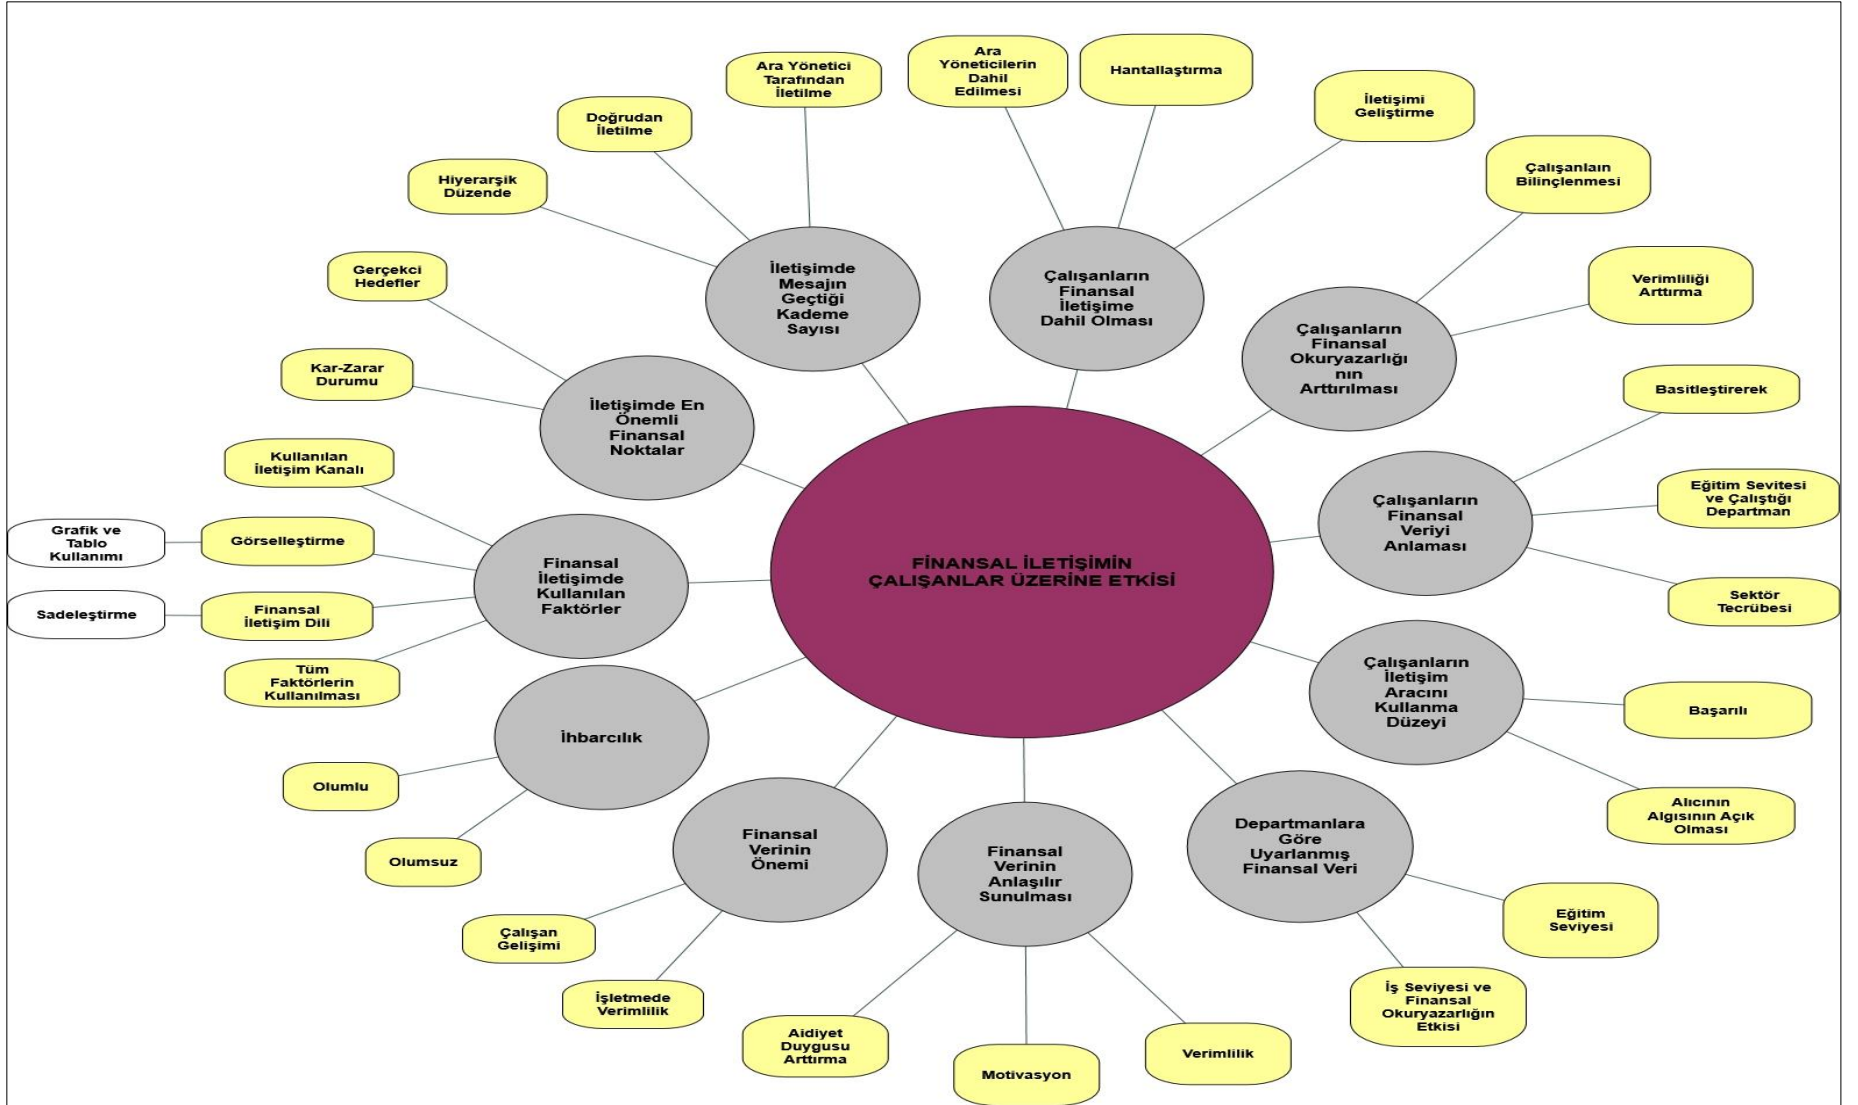 FİNANSAL İLETİŞİMİN
ÇALIŞANLAR ÜZERİNE ETKİSİ
İletişimde
Mesajın
Geçtiği
Kademe
Sayısı
Hiyerarşik
Düzende
Doğrudan
İletilme
Ara Yönetici
Tarafından
İletilme
Çalışanların
Finansal
İletişime
Dahil Olması
Ara
Yöneticilerin
Dahil
Edilmesi
Hantallaştırma
İletişimi
Geliştirme
Çalışanların
Finansal
Okuryazarlığı
nın
Arttırılması
Çalışanlaın
Bilinçlenmesi
Verimliliği
Arttırma
Çalışanların
Finansal
Veriyi
Anlaması
Basitleştirerek
Eğitim Sevitesi
ve Çalıştığı
Departman
Sektör
Tecrübesi
Çalışanların
İletişim
Aracını
Kullanma
Düzeyi
Başarılı
Alıcının
Algısının Açık
Olması
Departmanlara
Göre
Uyarlanmış
Finansal Veri
Eğitim
Seviyesi
İş Seviyesi ve
Finansal
Okuryazarlığın
Etkisi
Finansal
Verinin
Anlaşılır
Sunulması
Verimlilik
Motivasyon
Aidiyet
Duygusu
Arttırma
Finansal
Verinin
Önemi
İşletmede
Verimlilik
Çalışan
Gelişimi
İhbarcılık
Olumsuz
Olumlu
Finansal
İletişimde
Kullanılan
Faktörler
Tüm
Faktörlerin
Kullanılması
Finansal
İletişim Dili
Sadeleştirme
Görselleştirme
Grafik ve
Tablo
Kullanımı
Kullanılan
İletişim Kanalı
İletişimde En
Önemli
Finansal
Noktalar
Kar-Zarar
Durumu
Gerçekci
Hedefler